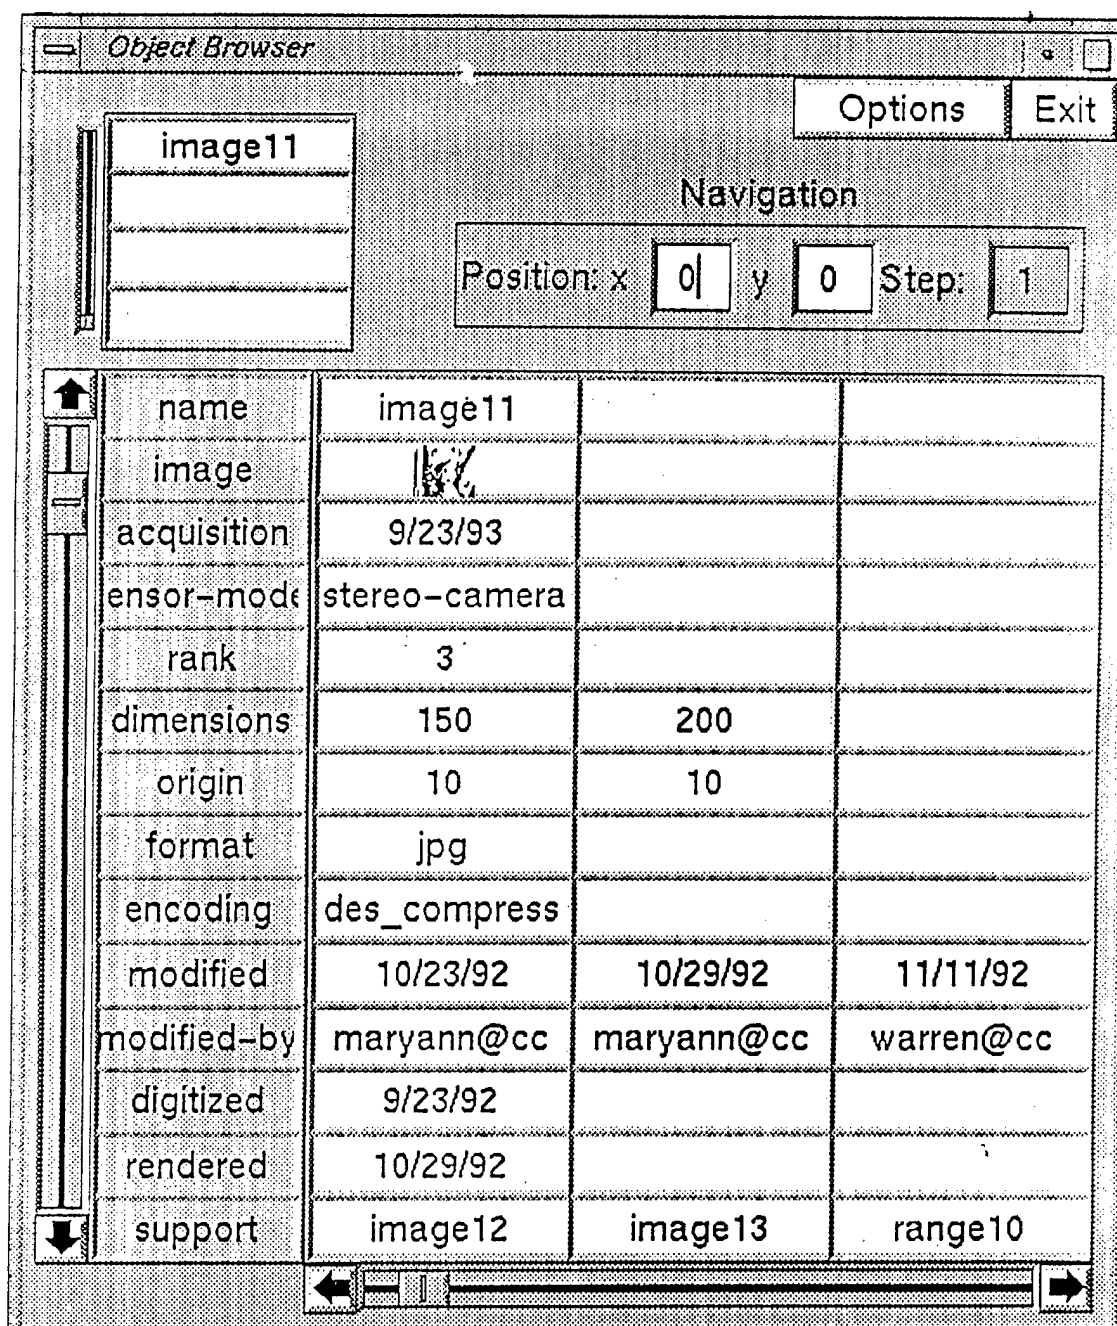 Object Browser
Options Exit
image11
Navigation
Position: x 0 y 0 Step: 1
name image11
image
acquisition 9/23/93
ensor-mode stereo-camera
rank 3
dimensions 150 200
origin 10 10
format jpg
encoding des_compress
modified 10/23/92 10/29/92 11/11/92
modified-by maryann@cc maryann@cc warren@cc
digitized 9/23/92
rendered 10/29/92
support image12 image13 range10